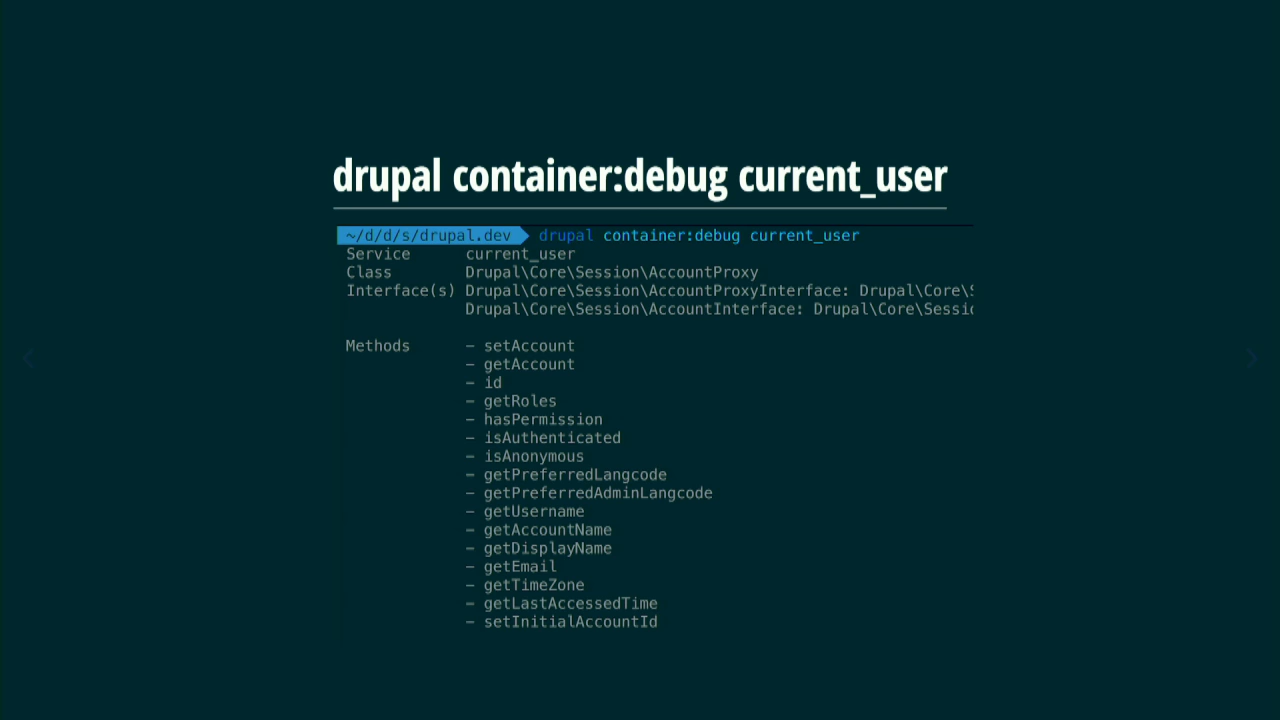 drupal container:debug current_user
~/d/d/s/drupal.dev drupal container:debug current_user
Service current_user
Class Drupal\Core\Session\AccountProxy
Interface(s) Drupal\Core\Session\AccountProxyInterface: Drupal\Core\S
Drupal\Core\Session\AccountInterface: Drupal\Core\Sessio
Methods – setAccount
– getAccount
– id
– getRoles
– hasPermission
– isAuthenticated
– isAnonymous
– getPreferredLangcode
– getPreferredAdminLangcode
– getUsername
– getAccountName
– getDisplayName
– getEmail
– getTimeZone
– getLastAccessedTime
– setInitialAccountId